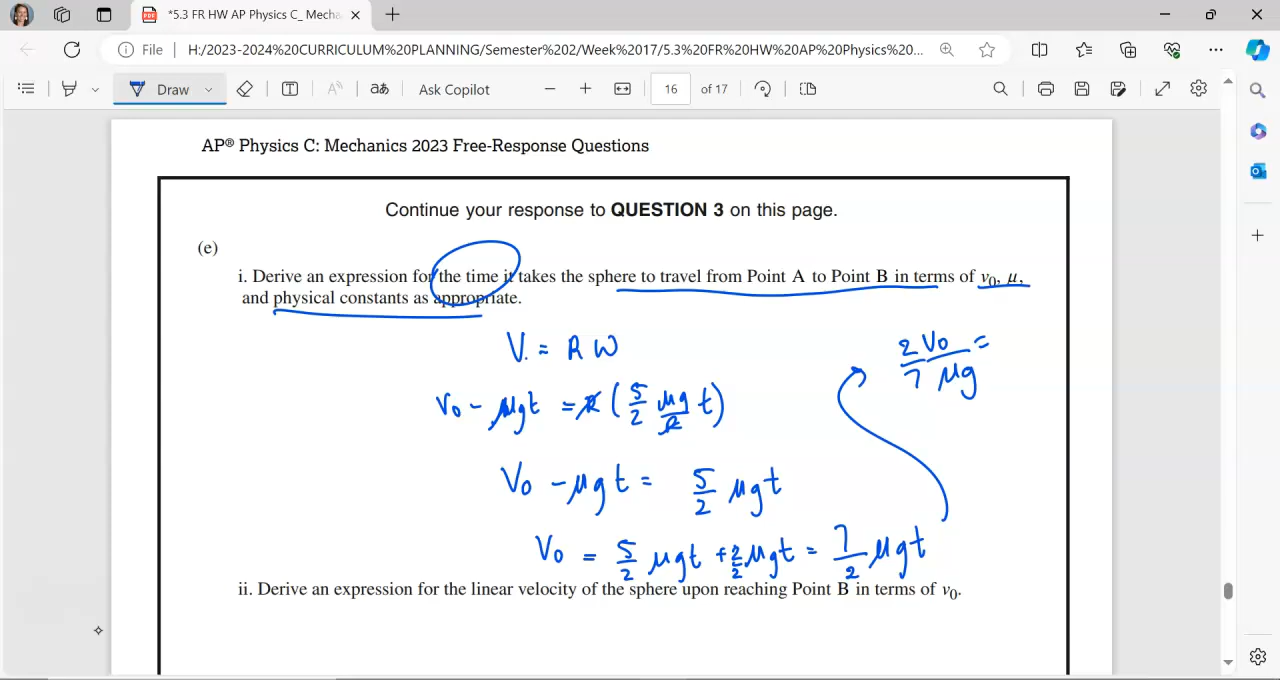 *5.3 FR HW AP Physics C_ Mecha
File | H:/2023-2024%20CURRICULUM%20PLANNING/Semester%202/Week%2017/5.3%20FR%20HW%20AP%20Physics%20...
Draw
Ask Copilot
16 of 17
AP® Physics C: Mechanics 2023 Free-Response Questions
Continue your response to QUESTION 3 on this page.
(e)
i. Derive an expression for the time it takes the sphere to travel from Point A to Point B in terms of v₀, μ,
and physical constants as appropriate.
V. = R W
2/7 V₀/μg =
V₀ - μgt = R ( 5/2 μg/R t )
V₀ - μgt = 5/2 μgt
V₀ = 5/2 μgt + 2/2 μgt = 7/2 μgt
ii. Derive an expression for the linear velocity of the sphere upon reaching Point B in terms of v₀.